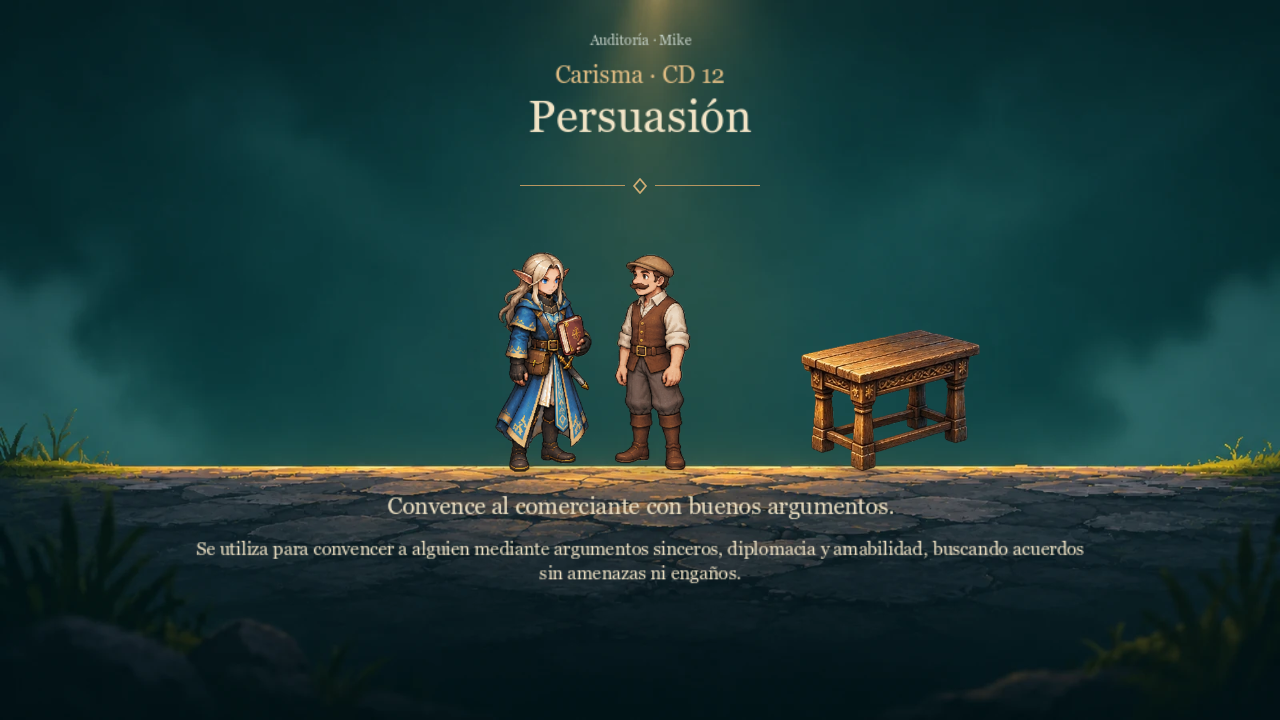 Auditoría · Mike
Carisma · CD 12
Persuasión
Convence al comerciante con buenos argumentos.
Se utiliza para convencer a alguien mediante argumentos sinceros, diplomacia y amabilidad, buscando acuerdos
sin amenazas ni engaños.